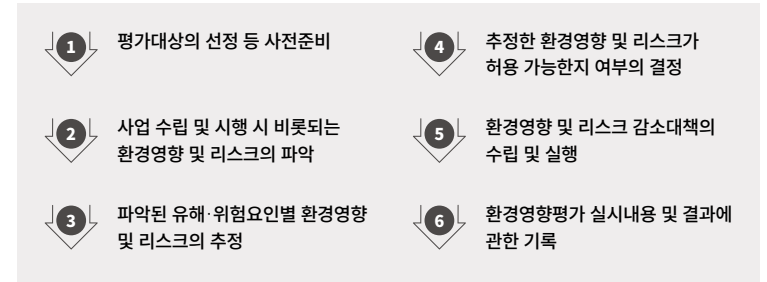 1
평가대상의 선정 등 사전준비
2
사업 수립 및 시행 시 비롯되는
환경영향 및 리스크의 파악
3
파악된 유해·위험요인별 환경영향
및 리스크의 추정
4
추정한 환경영향 및 리스크가
허용 가능한지 여부의 결정
5
환경영향 및 리스크 감소대책의
수립 및 실행
6
환경영향평가 실시내용 및 결과에
관한 기록